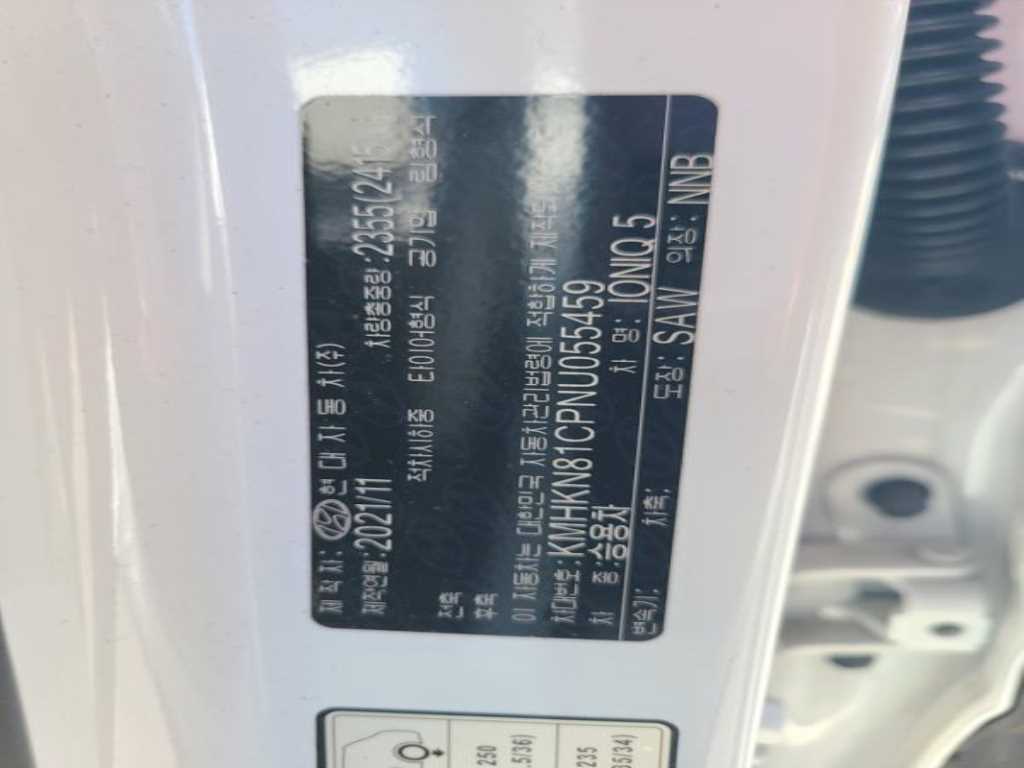 제 작 자: 현 대 자 동 차(주)
제작연월:2021/11 차량총중량:2355(2415
적차시하중 타이어형식 공기압 림형식
전축
후축
이 자동차는 대한민국 자동차관리법령에 적합하게 제작되
차대번호:KMHKN81CPNU055459
차 종:승용차 차 명: IONIQ 5
변속기: 차축: 도장: SAW 의장: NNB
250
.5/36)
235
35/34)